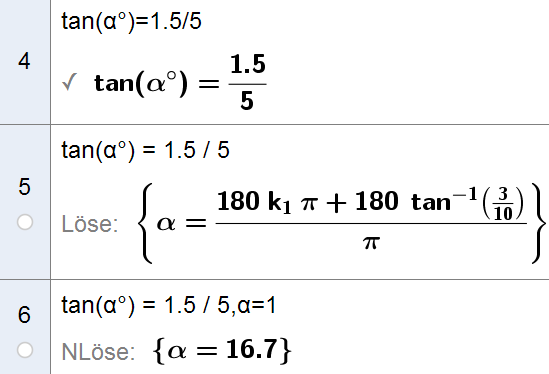 tan(α°)=1.5/5
4
✓ tan(α°) = 1.5/5
tan(α°) = 1.5 / 5
5
Löse: {α = (180 k₁ π + 180 tan⁻¹(3/10))/π}
tan(α°) = 1.5 / 5,α=1
6
NLöse: {α = 16.7}